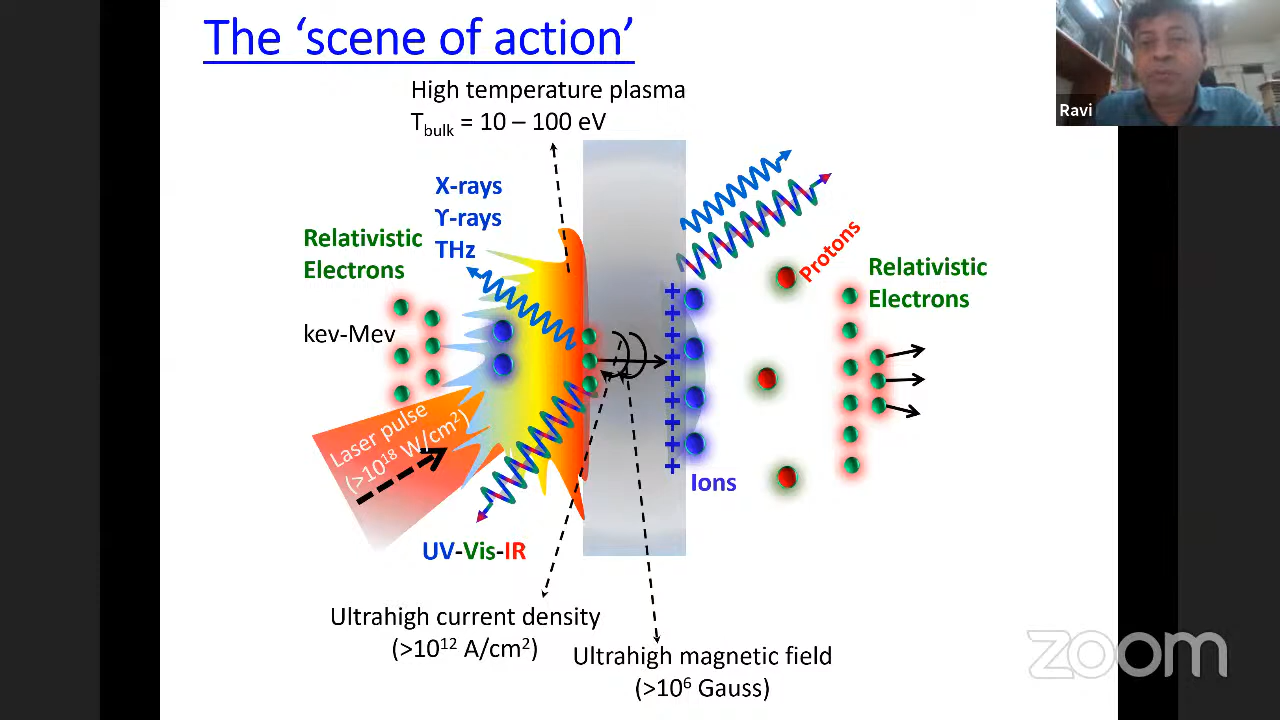 The ‘scene of action’
Ravi
High temperature plasma
T_bulk = 10 – 100 eV
X-rays
ϒ-rays
THz
Relativistic
Electrons
kev-Mev
Laser pulse
(>10^18 W/cm^2)
UV-Vis-IR
Protons
Relativistic
Electrons
+
+
+
+
+
+
+
+
+
Ions
Ultrahigh current density
(>10^12 A/cm^2)
Ultrahigh magnetic field
(>10^6 Gauss)
zoom